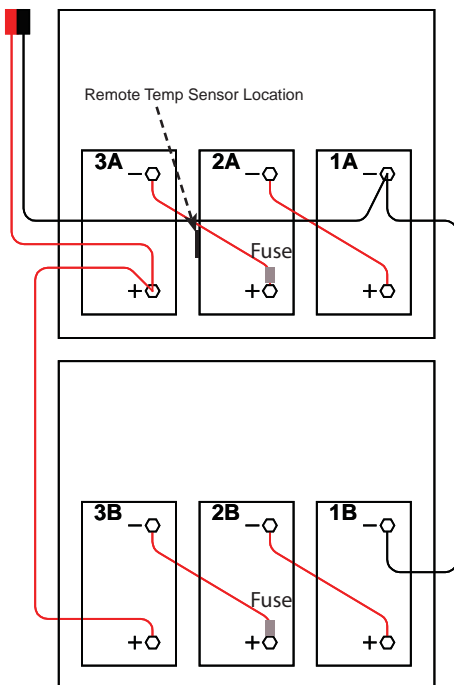 Remote Temp Sensor Location
3A 2A 1A
− − −
Fuse
+ + +
3B 2B 1B
− − −
Fuse
+ + +